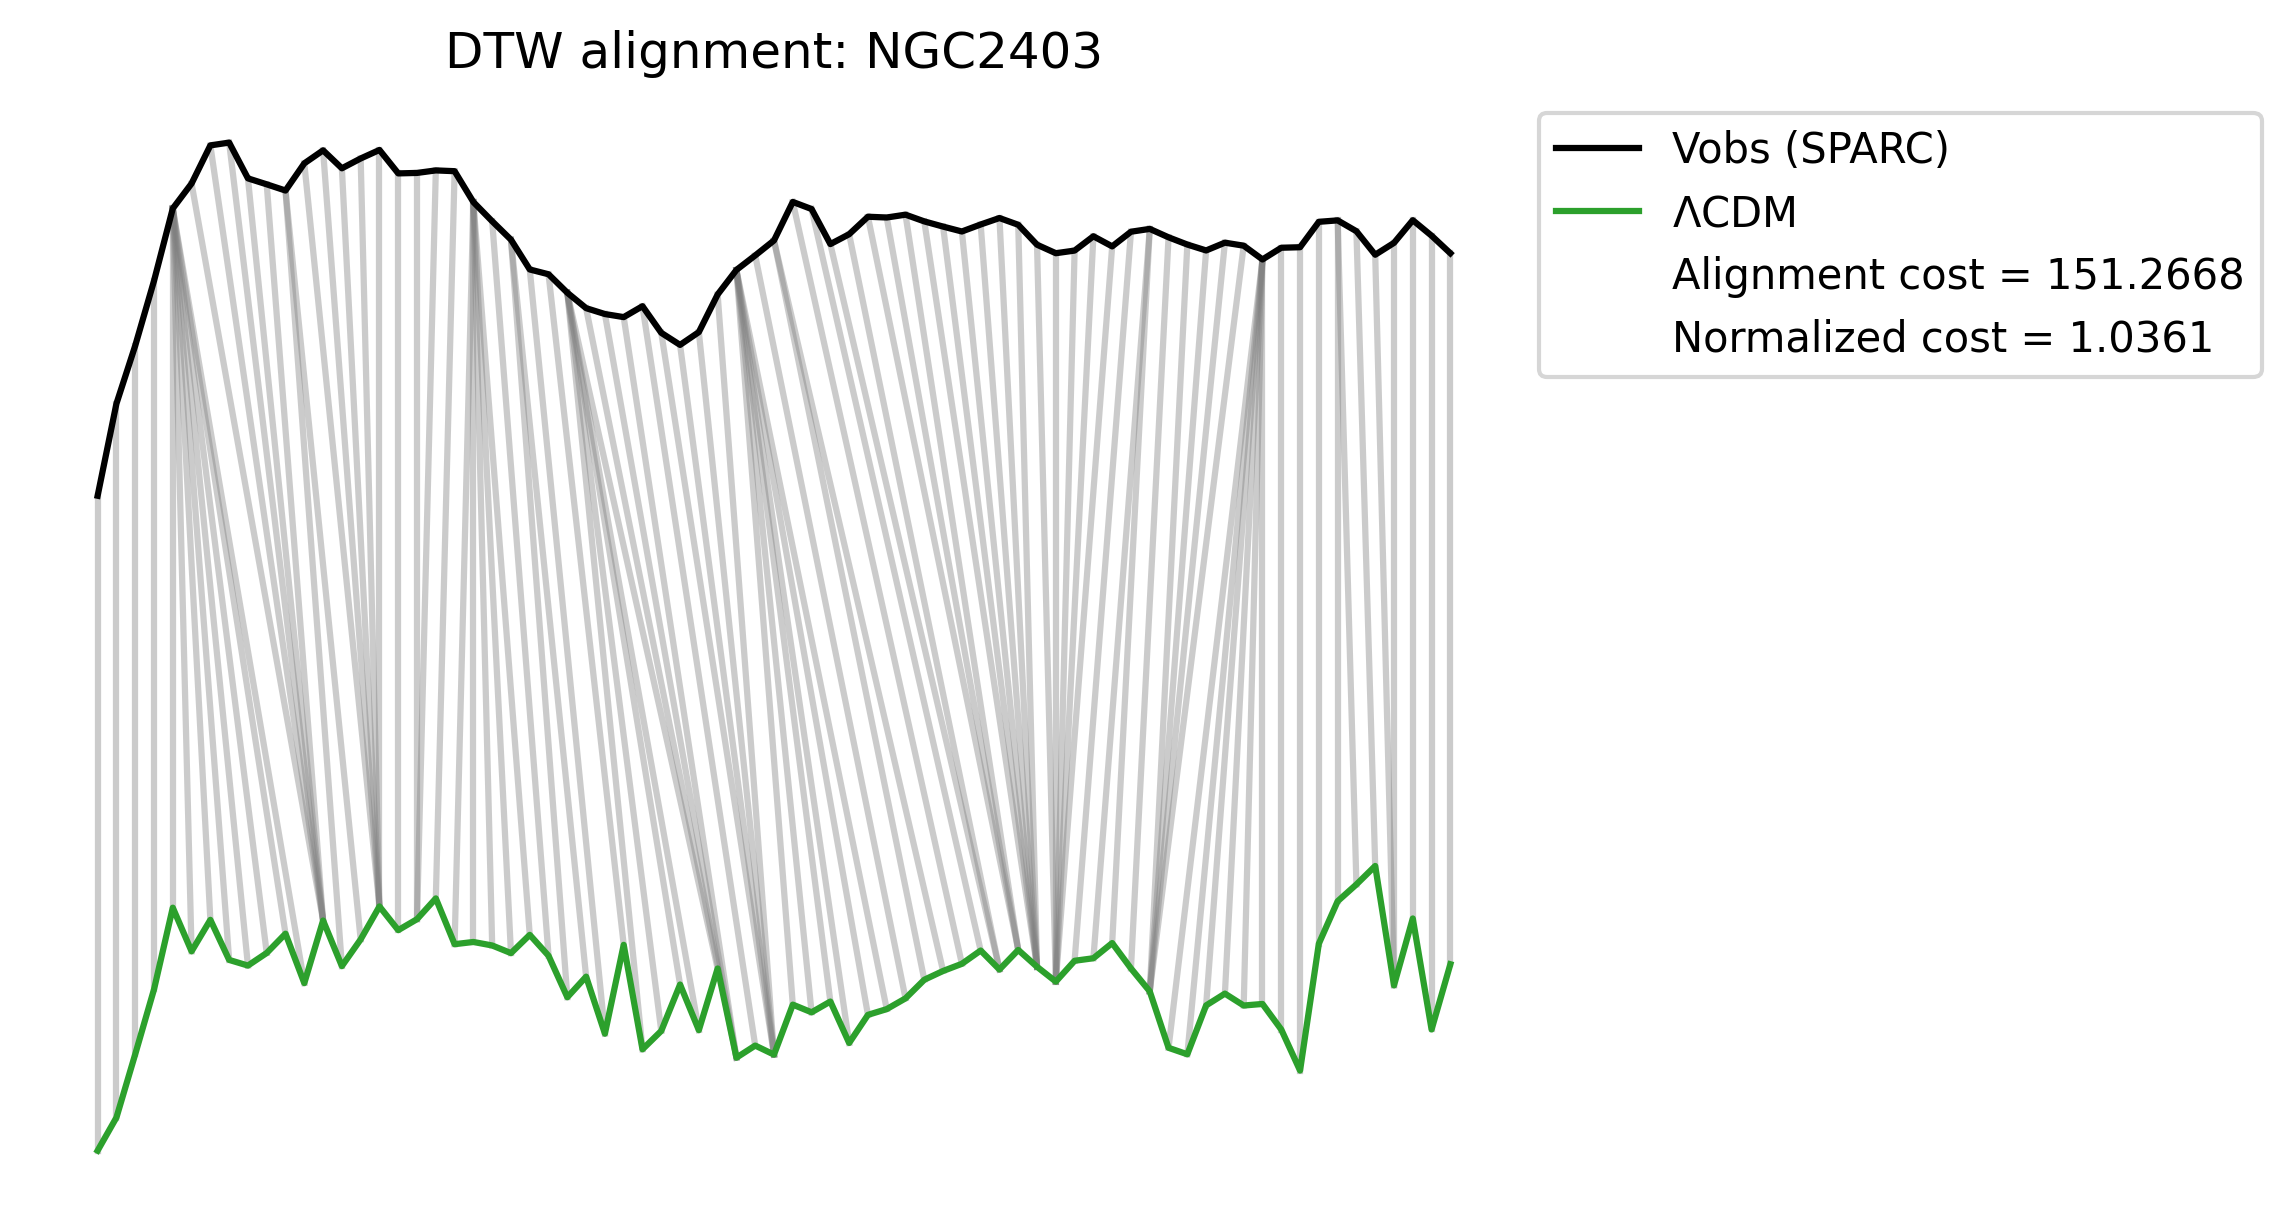 DTW alignment: NGC2403
Vobs (SPARC)
ΛCDM
Alignment cost = 151.2668
Normalized cost = 1.0361